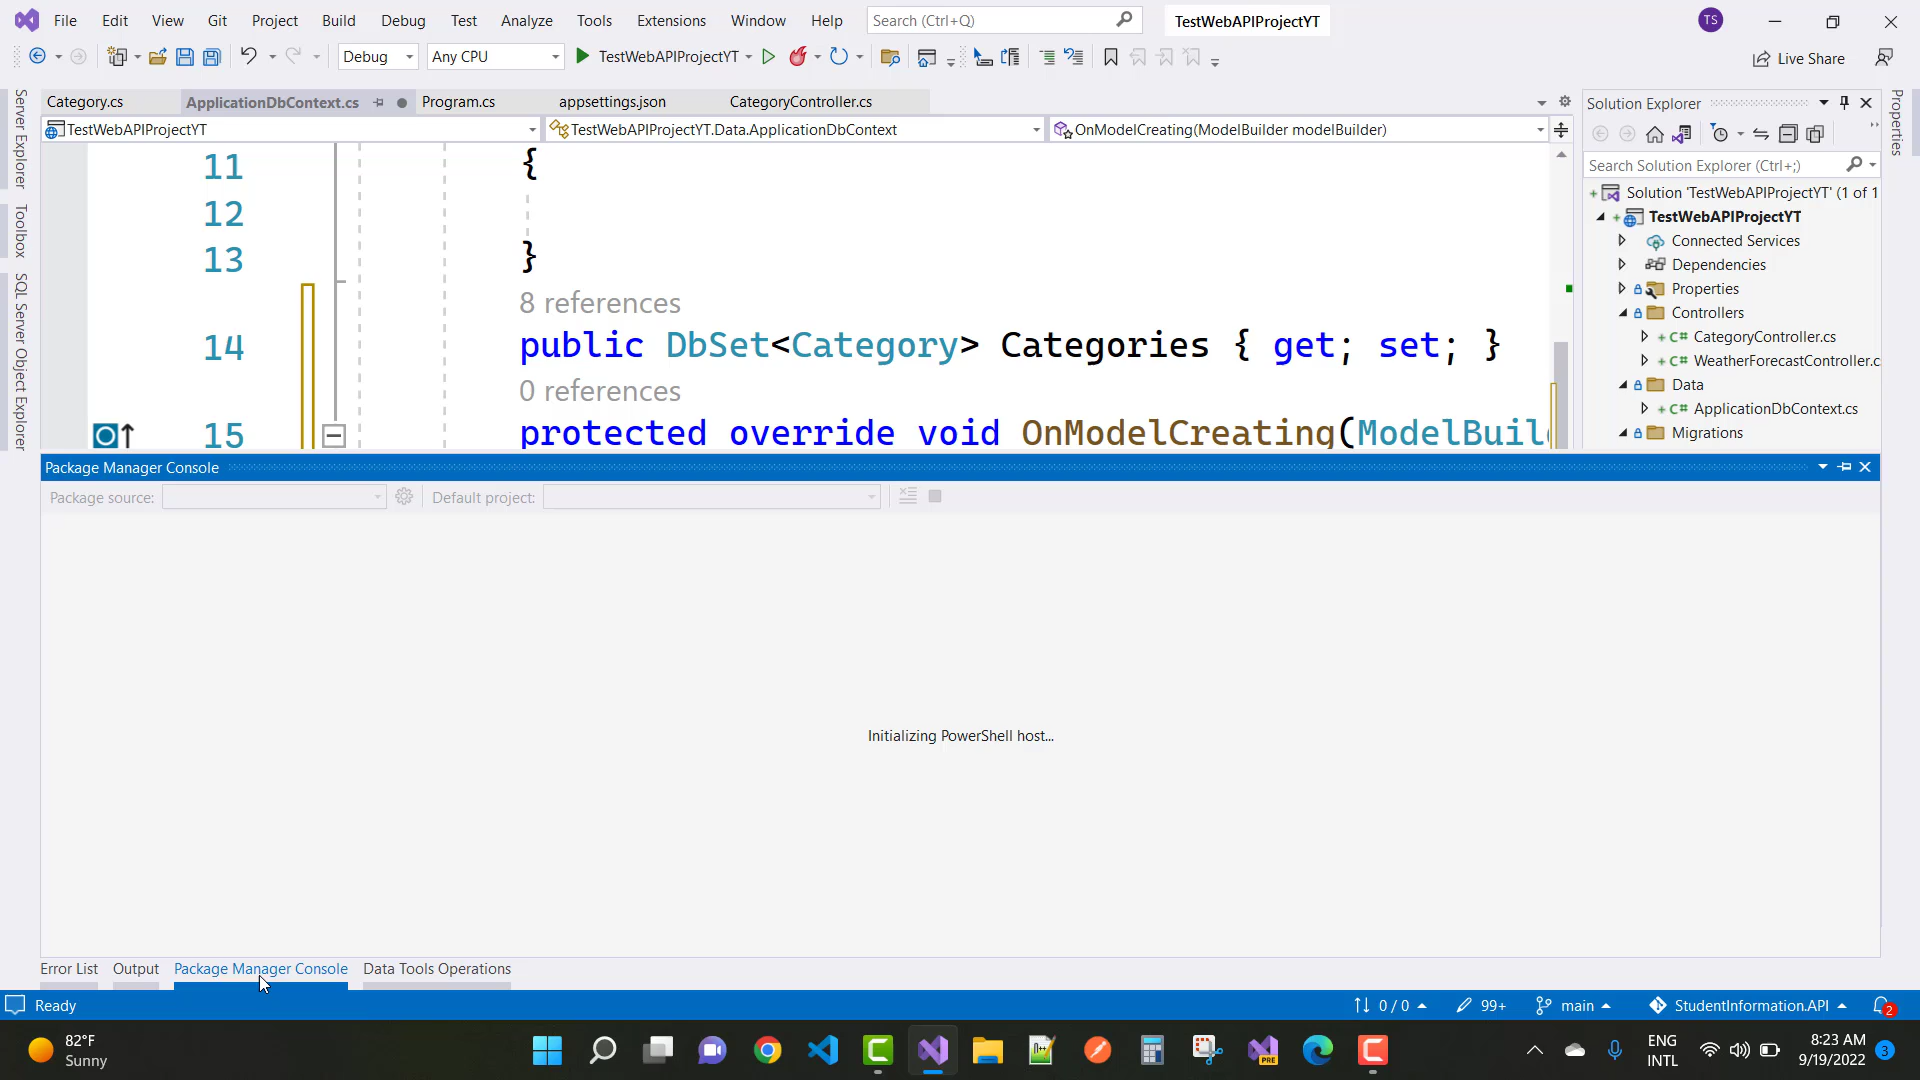 File Edit View Git Project Build Debug Test Analyze Tools Extensions Window Help Search (Ctrl+Q) TestWebAPIProjectYT TS
Debug Any CPU TestWebAPIProjectYT Live Share
Category.cs ApplicationDbContext.cs Program.cs appsettings.json CategoryController.cs
TestWebAPIProjectYT TestWebAPIProjectYT.Data.ApplicationDbContext OnModelCreating(ModelBuilder modelBuilder)
Server Explorer
Toolbox
SQL Server Object Explorer
11 {
12
13 }
8 references
14 public DbSet<Category> Categories { get; set; }
0 references
15 protected override void OnModelCreating(ModelBuil
Solution Explorer
Search Solution Explorer (Ctrl+;)
Solution 'TestWebAPIProjectYT' (1 of 1
TestWebAPIProjectYT
Connected Services
Dependencies
Properties
Controllers
C# CategoryController.cs
C# WeatherForecastController.c
Data
C# ApplicationDbContext.cs
Migrations
Properties
Package Manager Console
Package source: Default project:
Initializing PowerShell host...
Error List Output Package Manager Console Data Tools Operations
Ready 0 / 0 99+ main StudentInformation.API 2
82°F
Sunny
PRE
ENG
INTL
8:23 AM
9/19/2022
3